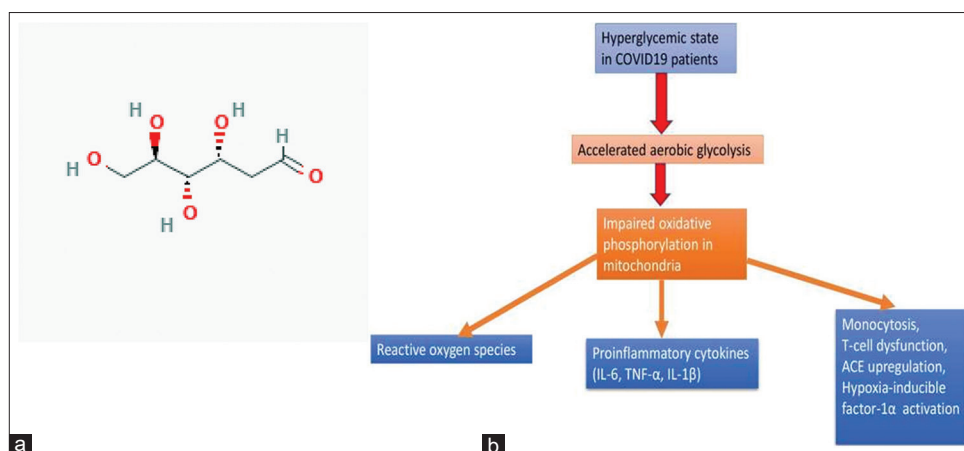 H
O
H
O
H
O
H
O
O
H
a
Hyperglycemic state
in COVID19 patients
Accelerated aerobic glycolysis
Impaired oxidative
phosphorylation in
mitochondria
Reactive oxygen species
Proinflammatory cytokines
(IL-6, TNF-α, IL-1β)
Monocytosis,
T-cell dysfunction,
ACE upregulation,
Hypoxia-inducible
factor-1α activation
b